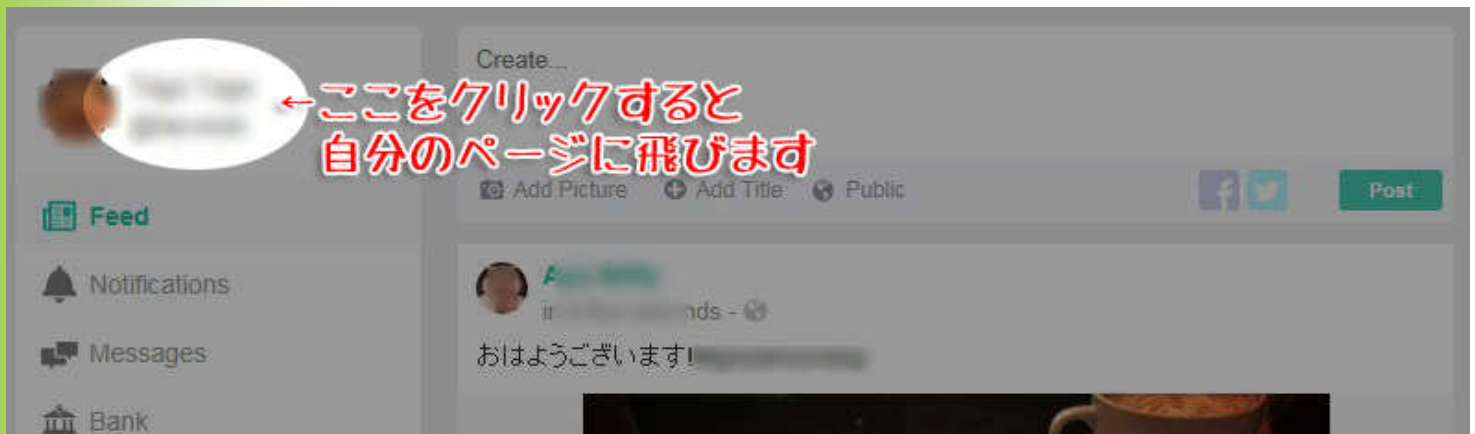 Create...
←ここをクリックすると
自分のページに飛びます
Add Picture
Add Title
Public
Post
Feed
Notifications
Messages
Bank
おはようございます!